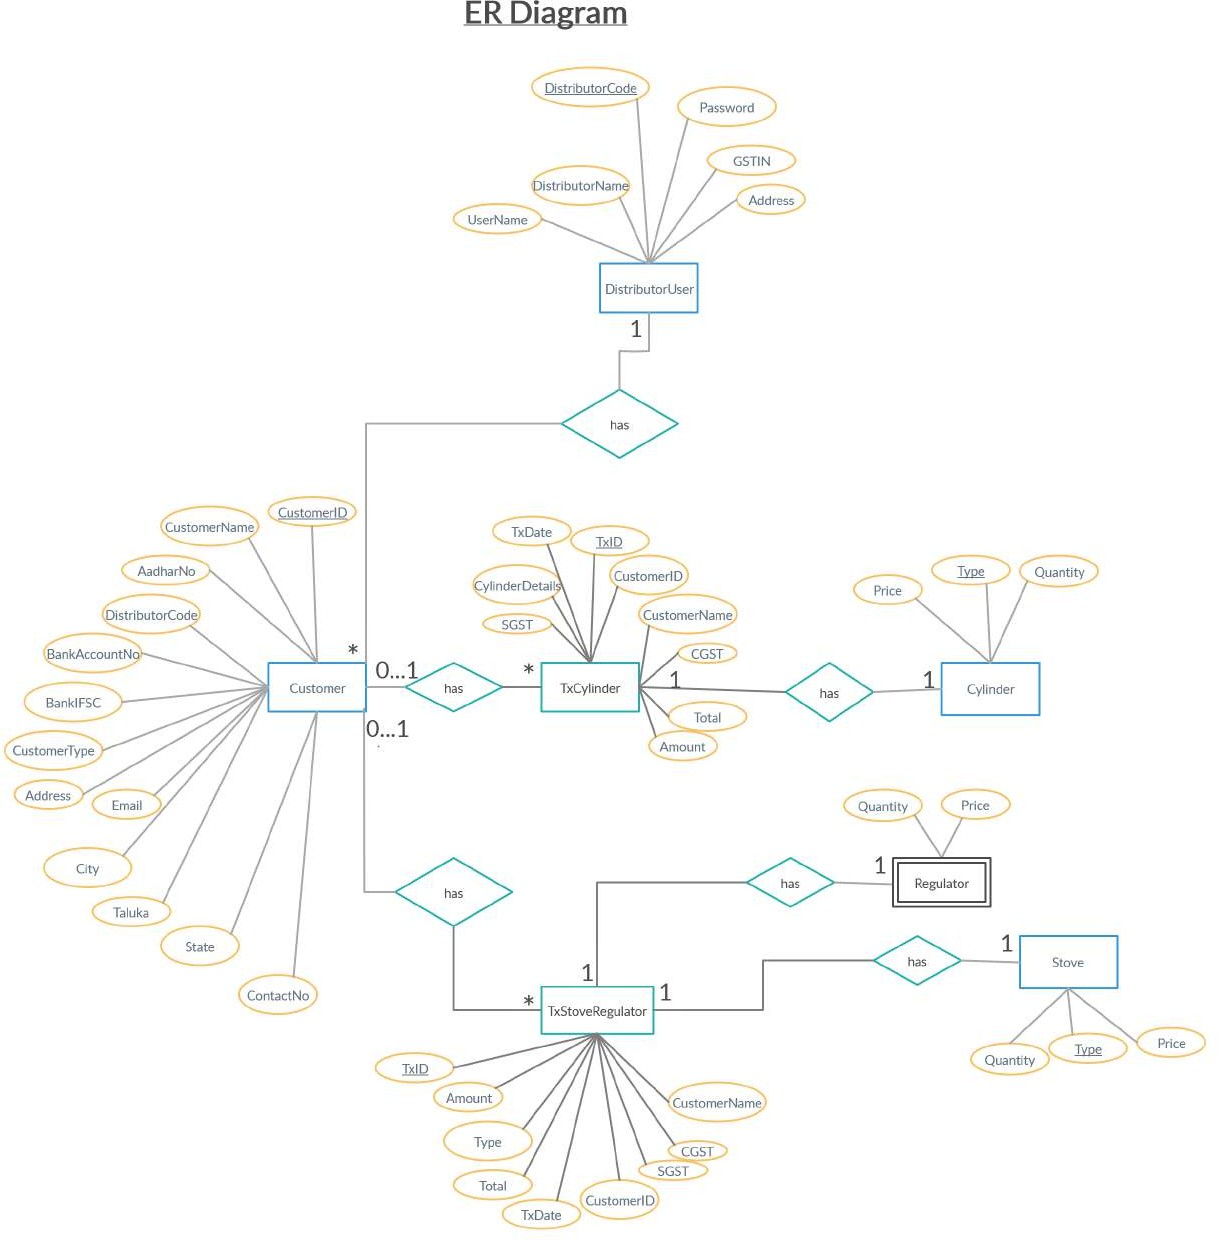 ER Diagram
DistributorCode
Password
GSTIN
DistributorName
Address
UserName
DistributorUser
1
has
CustomerID
CustomerName
AadharNo
DistributorCode
BankAccountNo
BankIFSC
CustomerType
Address
Email
City
Taluka
State
ContactNo
Customer
*
0...1
0...1
has
*
TxDate
TxID
CustomerID
CylinderDetails
CustomerName
SGST
CGST
Total
Amount
TxCylinder
1
has
1
Cylinder
Price
Type
Quantity
has
*
TxStoveRegulator
1
1
has
1
Regulator
Quantity
Price
has
1
Stove
Quantity
Type
Price
TxID
Amount
Type
Total
TxDate
CustomerID
SGST
CGST
CustomerName